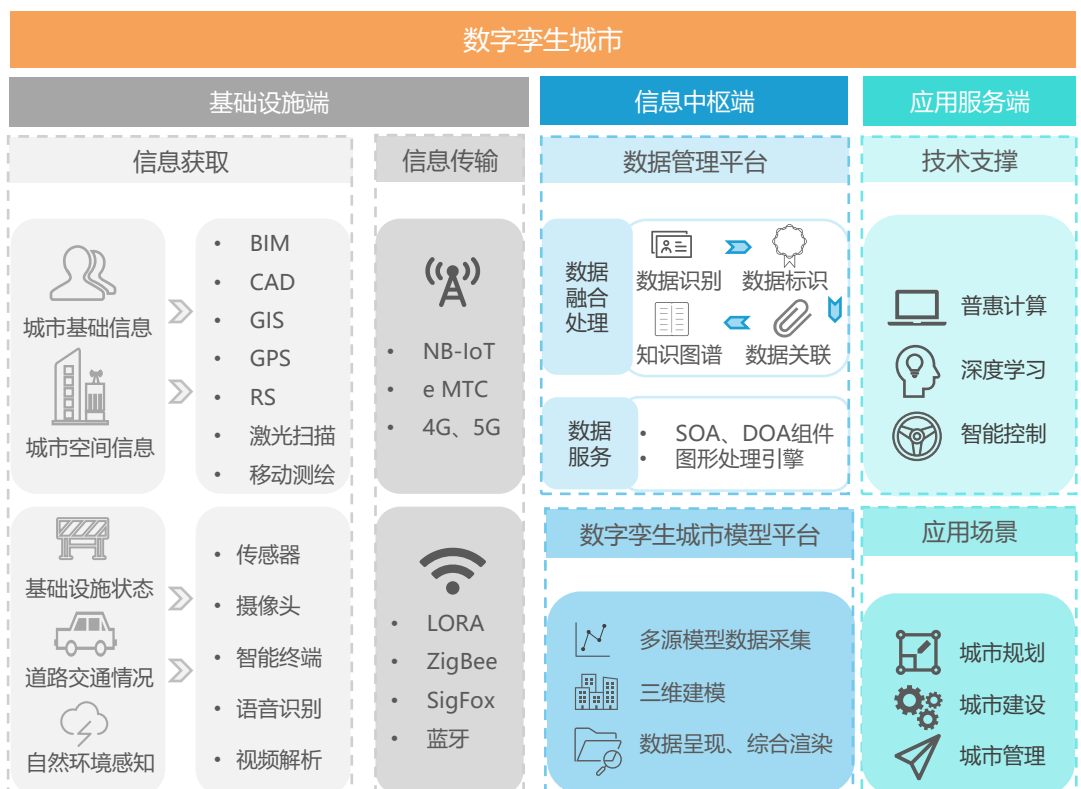 数字孪生城市
基础设施端
信息中枢端
应用服务端
信息获取
城市基础信息
城市空间信息
• BIM
• CAD
• GIS
• GPS
• RS
• 激光扫描
• 移动测绘
基础设施状态
道路交通情况
自然环境感知
• 传感器
• 摄像头
• 智能终端
• 语音识别
• 视频解析
信息传输
• NB-IoT
• e MTC
• 4G、5G
• LORA
• ZigBee
• SigFox
• 蓝牙
数据管理平台
数据
融合
处理
数据识别
数据标识
知识图谱
数据关联
数据
服务
• SOA、DOA组件
• 图形处理引擎
数字孪生城市模型平台
多源模型数据采集
三维建模
数据呈现、综合渲染
技术支撑
普惠计算
深度学习
智能控制
应用场景
城市规划
城市建设
城市管理